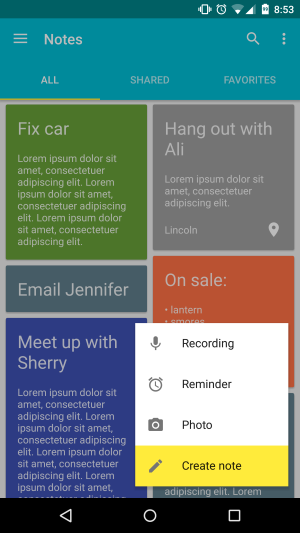 8:53
Notes
ALL
SHARED
FAVORITES
Fix car
Lorem ipsum dolor sit
amet, consectetuer
adipiscing elit. Lorem
ipsum dolor sit amet,
consectetuer adipiscing
elit. Lorem ipsum dolor
sit amet, consectetuer
adipiscing elit.
Hang out with
Ali
Lorem ipsum dolor sit
amet, consectetuer
adipiscing elit.
Lincoln
Email Jennifer
On sale:
• lantern
• smores
Meet up with
Sherry
Lorem ipsum dolor sit
amet, consectetuer
adipiscing elit. Lorem
ipsum dolor sit amet,
consectetuer adipiscing
elit. Lorem ipsum dolor
sit amet, consectetuer
adipiscing elit. Lorem
Recording
Reminder
Photo
Create note
adipiscing elit. Lorem